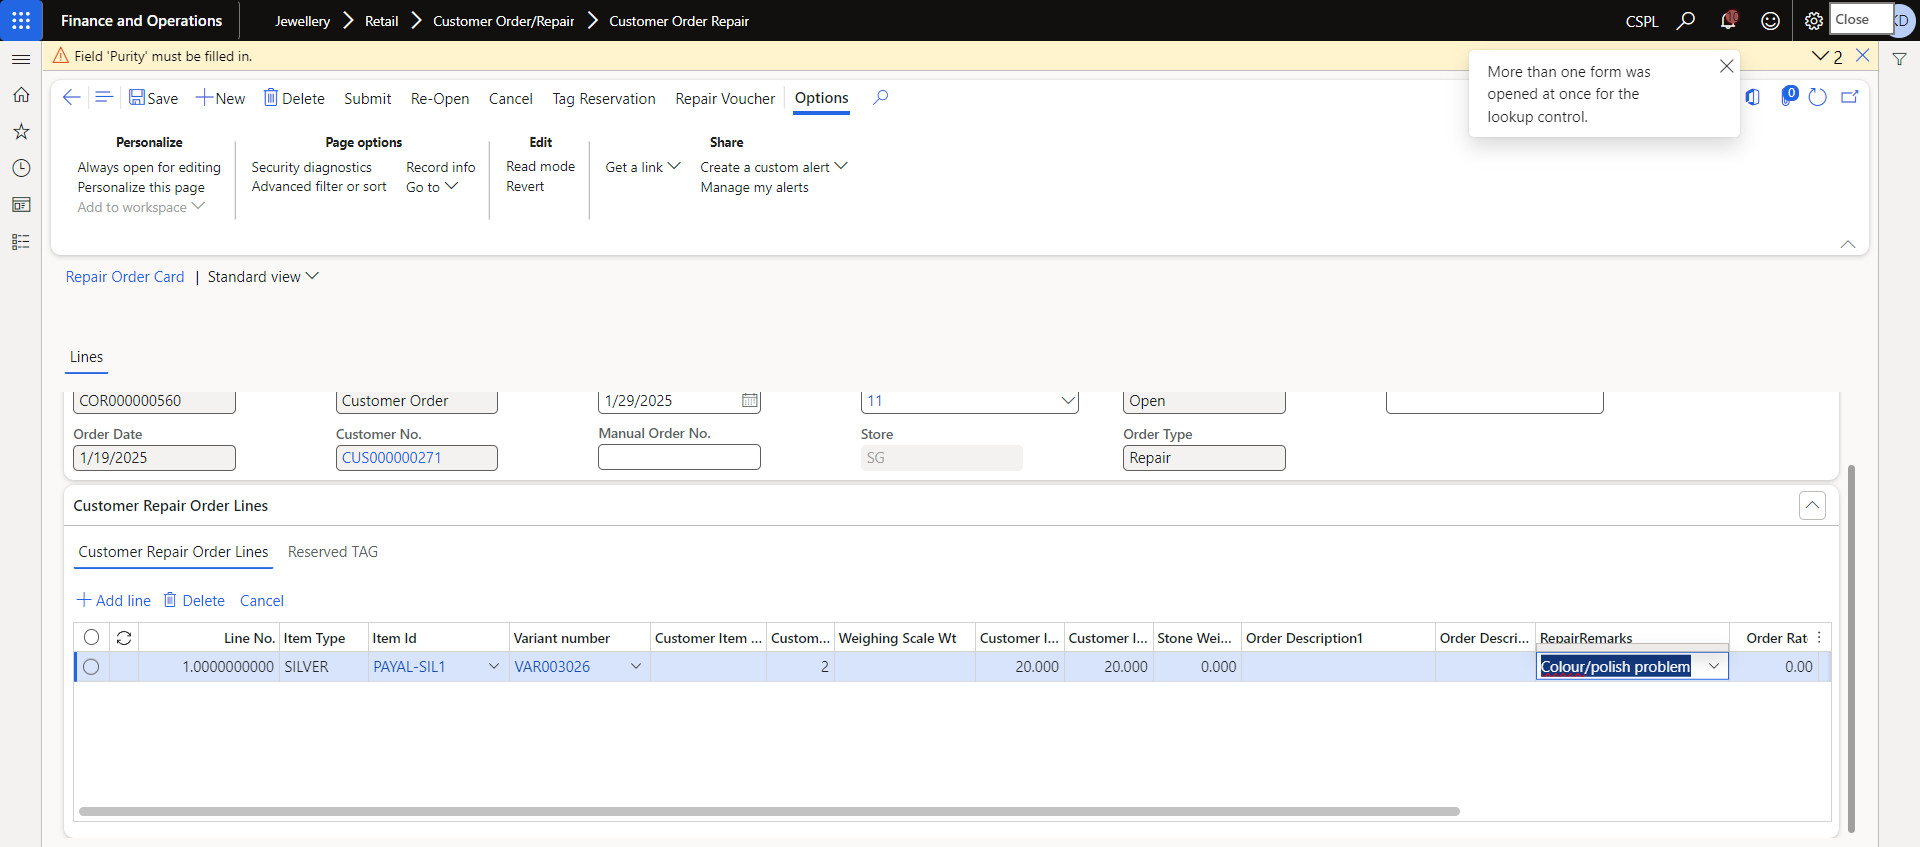 Finance and Operations
Jewellery > Retail > Customer Order/Repair > Customer Order Repair
CSPL
Close
Field 'Purity' must be filled in.
2
More than one form was
opened at once for the
lookup control.
Save New Delete Submit Re-Open Cancel Tag Reservation Repair Voucher Options
0
Personalize
Always open for editing
Personalize this page
Add to workspace
Page options
Security diagnostics
Advanced filter or sort
Record info
Go to
Edit
Read mode
Revert
Share
Get a link
Create a custom alert
Manage my alerts
Repair Order Card | Standard view
Lines
COR000000560 Customer Order 1/29/2025 11 Open
Order Date Customer No. Manual Order No. Store Order Type
1/19/2025 CUS000000271 SG Repair
Customer Repair Order Lines
Customer Repair Order Lines Reserved TAG
Add line Delete Cancel
Line No. Item Type Item Id Variant number Customer Item ... Custom... Weighing Scale Wt Customer I... Customer I... Stone Wei... Order Description1 Order Descri... RepairRemarks Order Rat
1.0000000000 SILVER PAYAL-SIL1 VAR003026 2 20.000 20.000 0.000 Colour/polish problem 0.00